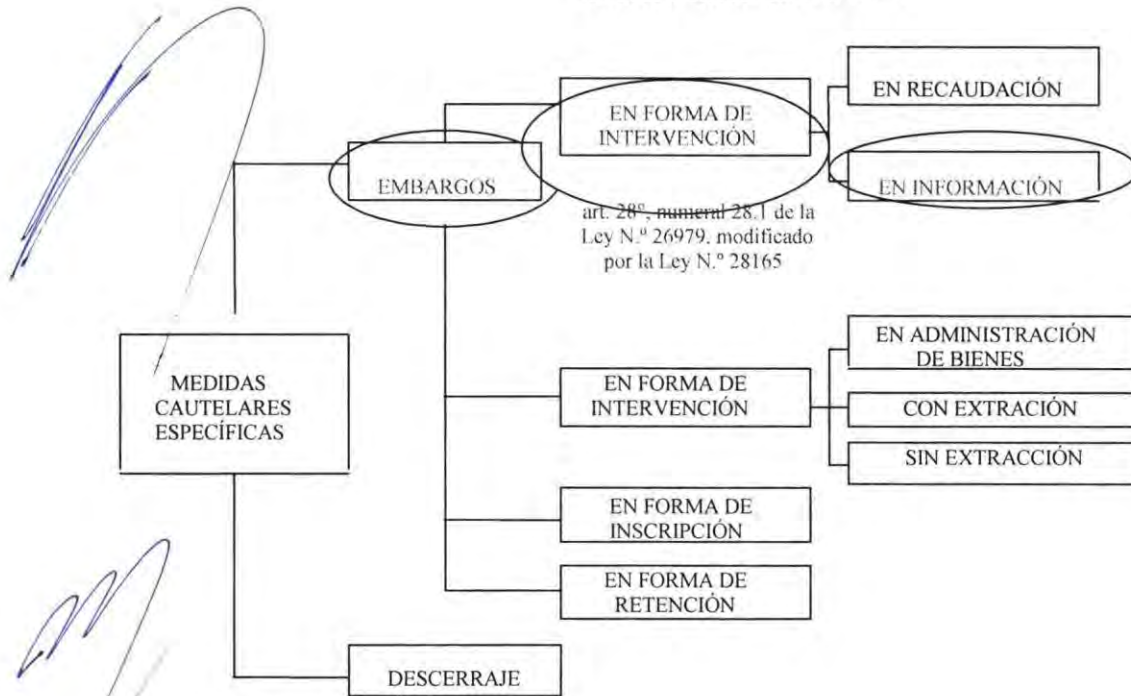 EN FORMA DE
INTERVENCIÓN
EN RECAUDACIÓN
EMBARGOS
EN INFORMACIÓN
art. 28º, numeral 28.1 de la
Ley N.º 26979, modificado
por la Ley N.º 28165
MEDIDAS
CAUTELARES
ESPECÍFICAS
EN FORMA DE
INTERVENCIÓN
EN ADMINISTRACIÓN
DE BIENES
CON EXTRACIÓN
SIN EXTRACCIÓN
EN FORMA DE
INSCRIPCIÓN
EN FORMA DE
RETENCIÓN
DESCERRAJE